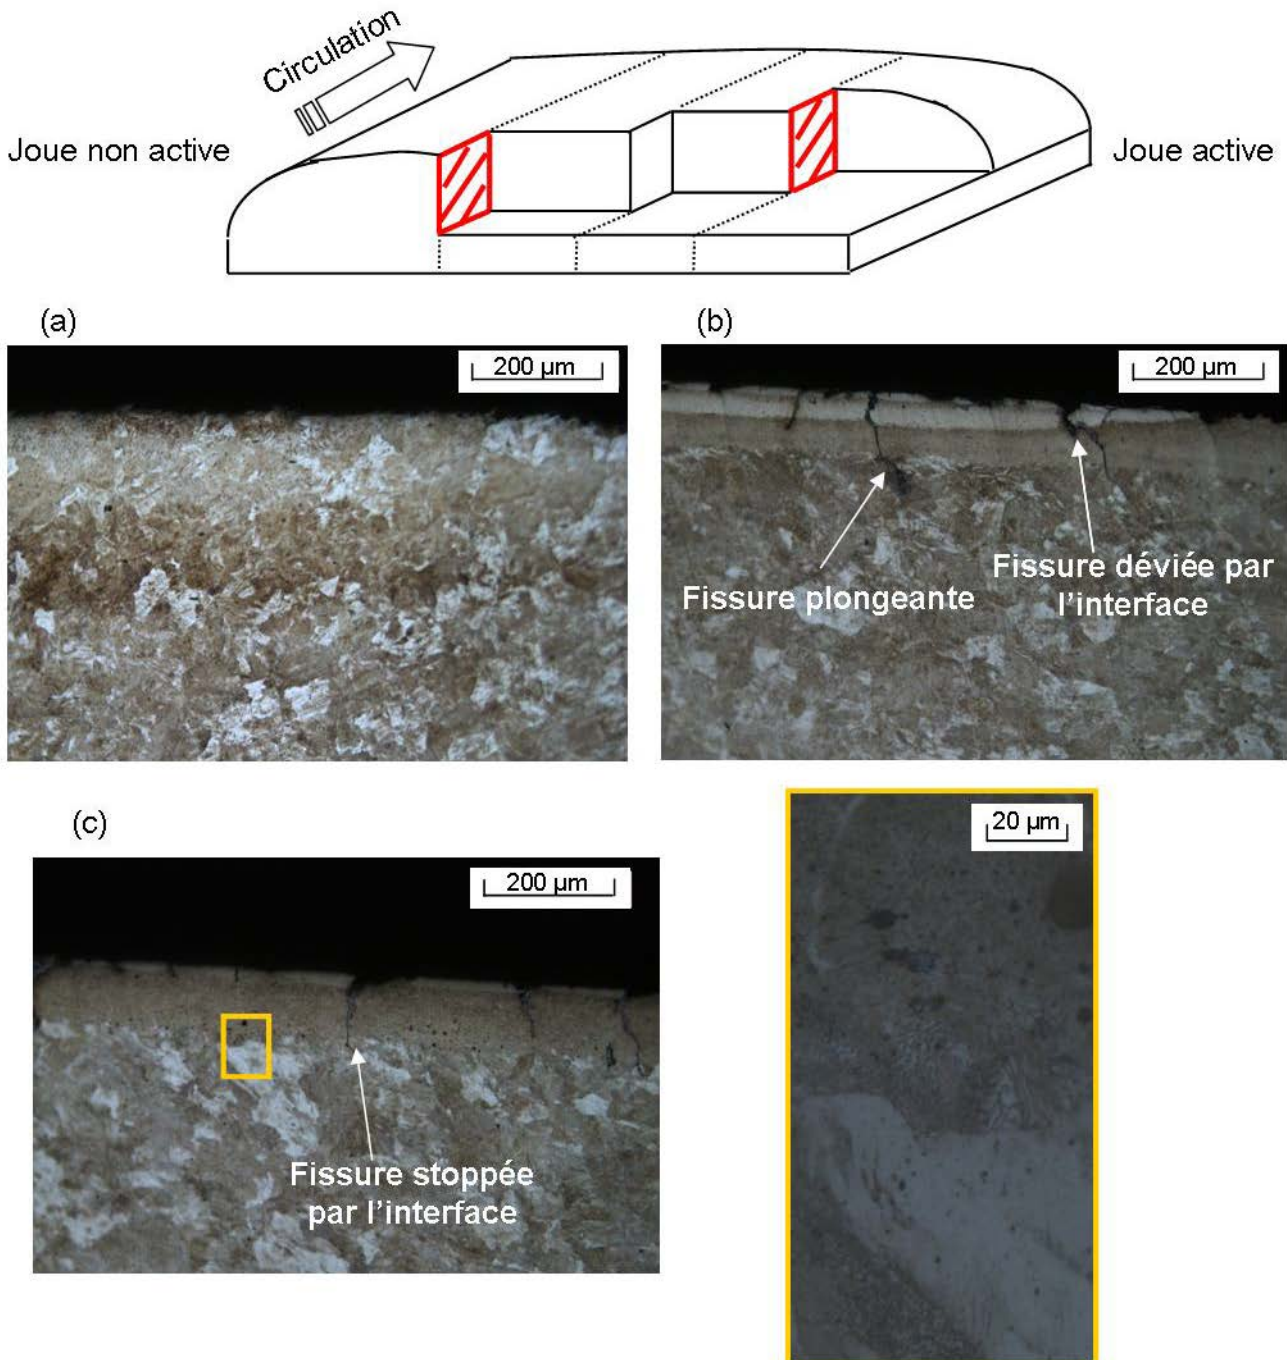 Circulation
Joue non active
Joue active
(a)
200 µm
(b)
200 µm
Fissure plongeante
Fissure déviée par
l'interface
(c)
200 µm
Fissure stoppée
par l'interface
20 µm